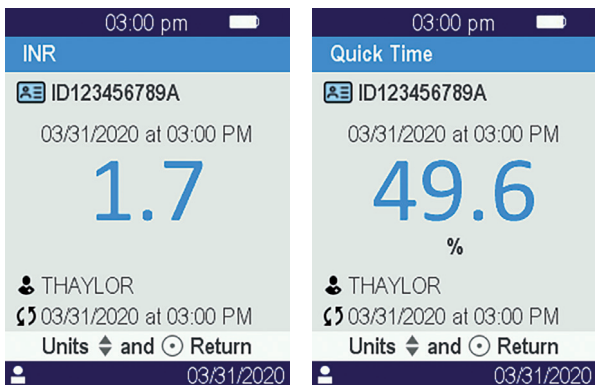 03:00 pm
INR
ID123456789A
03/31/2020 at 03:00 PM
1.7
THAYLOR
03/31/2020 at 03:00 PM
Units and Return
03/31/2020
03:00 pm
Quick Time
ID123456789A
03/31/2020 at 03:00 PM
49.6
%
THAYLOR
03/31/2020 at 03:00 PM
Units and Return
03/31/2020